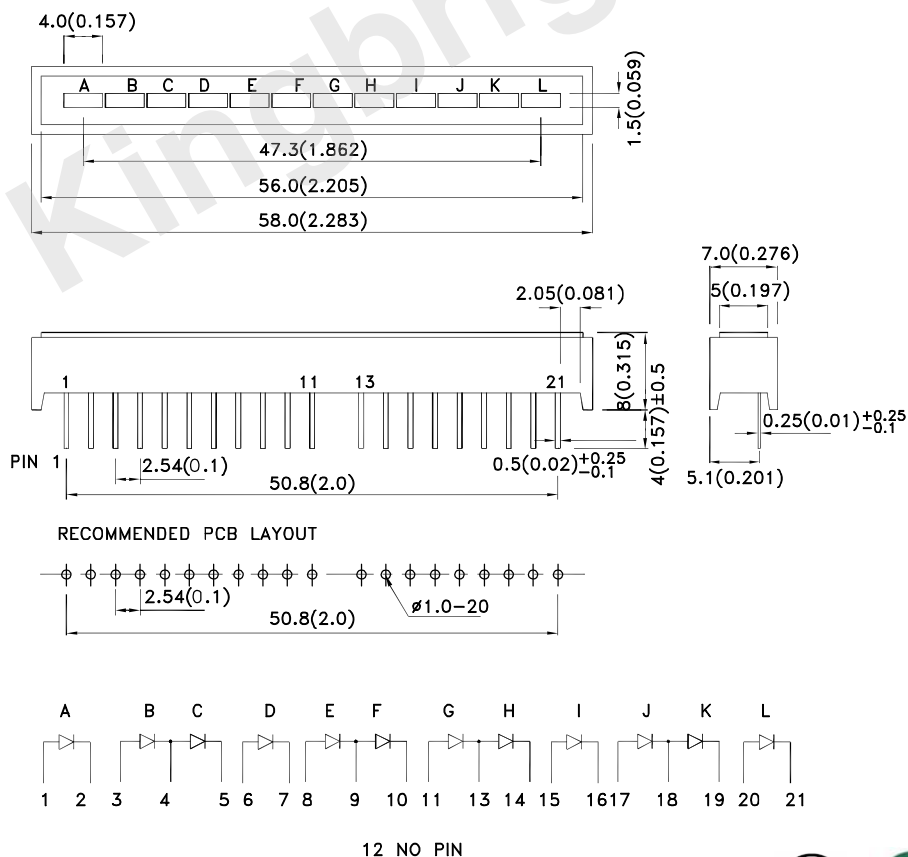 Kingbrig
4.0(0.157)
A B C D E F G H I J K L
1.5(0.059)
47.3(1.862)
56.0(2.205)
58.0(2.283)
7.0(0.276)
2.05(0.081)
5(0.197)
1 11 13 21
8(0.315)
4(0.157)±0.5
0.25(0.01)+0.25 -0.1
PIN 1
2.54(0.1)
0.5(0.02)+0.25 -0.1
5.1(0.201)
50.8(2.0)
RECOMMENDED PCB LAYOUT
2.54(0.1)
ø1.0-20
50.8(2.0)
A B C D E F G H I J K L
1 2 3 4 5 6 7 8 9 10 11 13 14 15 16 17 18 19 20 21
12 NO PIN